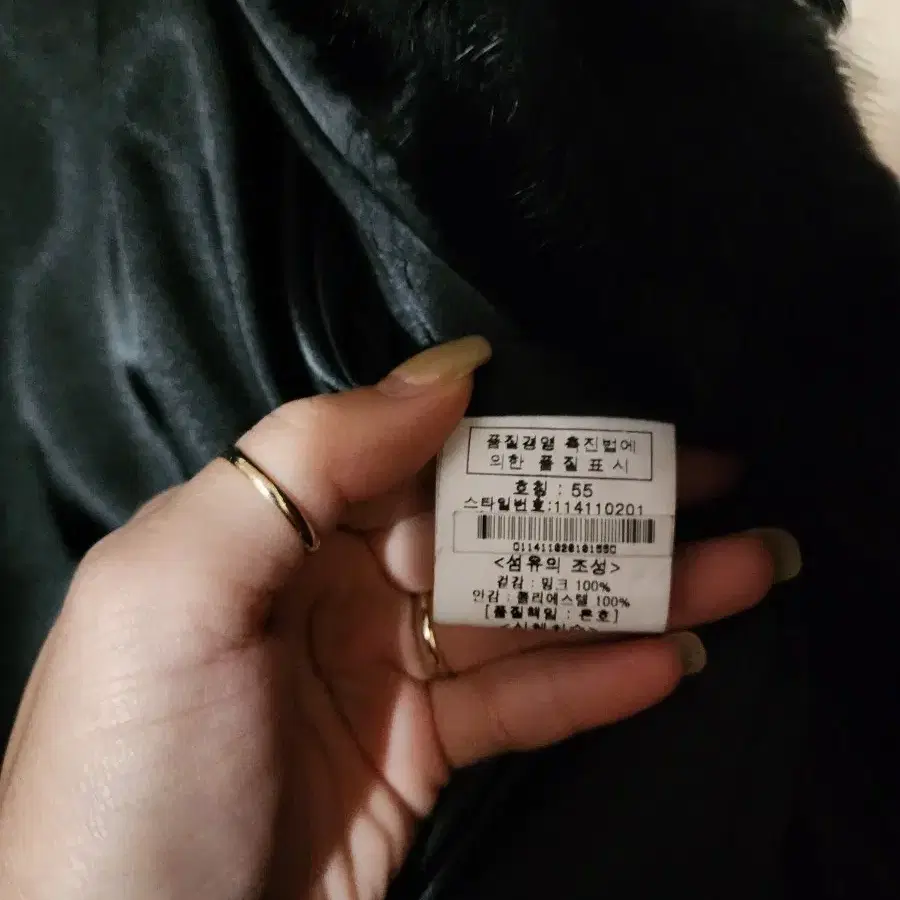 품질경영 촉진법에
의한 품질표시
호칭 : 55
스타일번호:114110201
<섬유의 조성>
겉감 : 밍크 100%
안감 : 폴리에스텔 100%
[품질책임 : 은호]